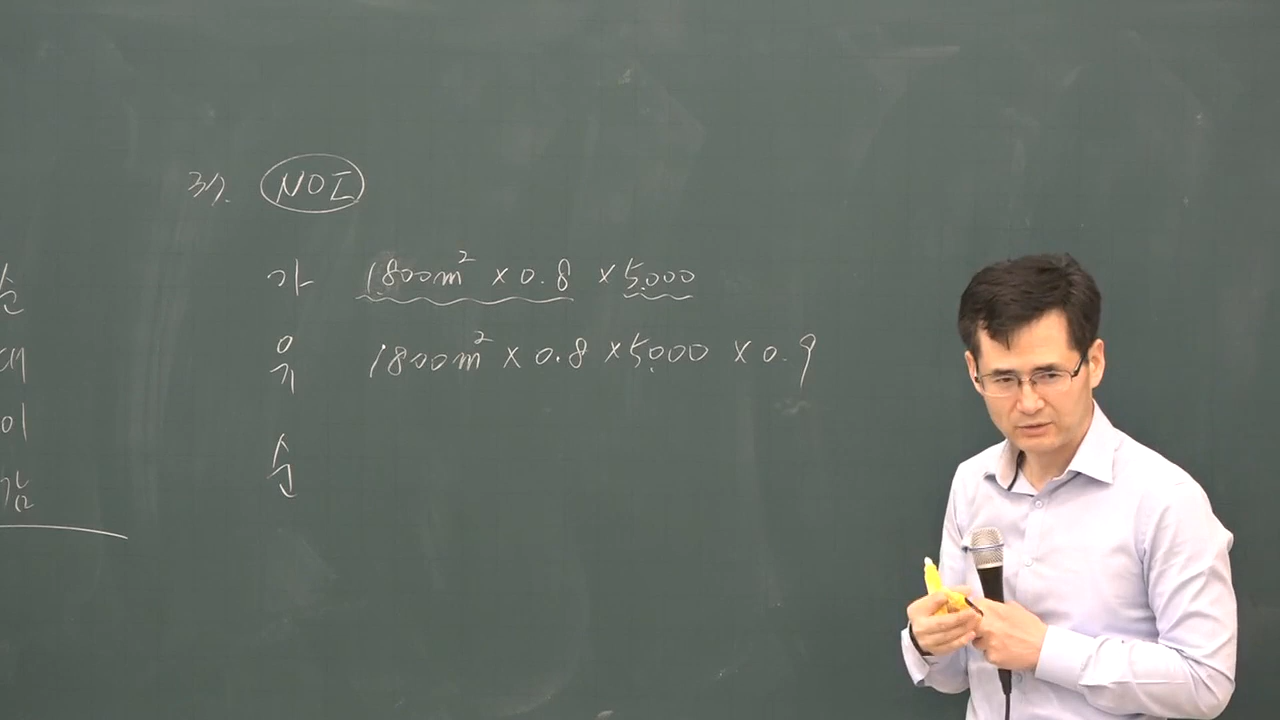 37. NOI
가 1800m² × 0.8 × 5.000
유 1800m² × 0.8 × 5.000 × 0.9
순